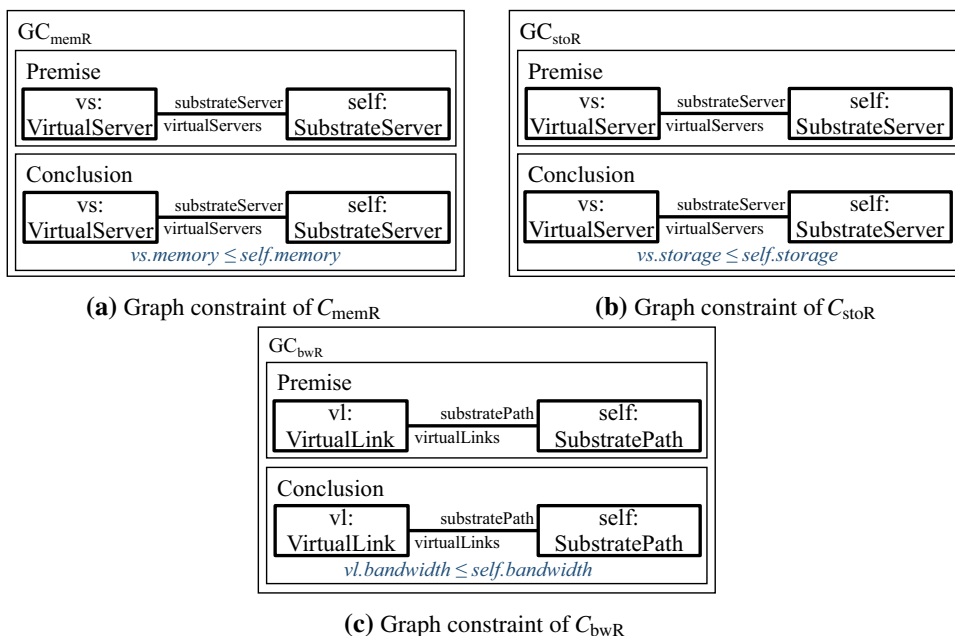 GC_memR
Premise
vs:
VirtualServer
substrateServer
virtualServers
self:
SubstrateServer
Conclusion
vs:
VirtualServer
substrateServer
virtualServers
self:
SubstrateServer
vs.memory ≤ self.memory
(a) Graph constraint of C_memR
GC_stoR
Premise
vs:
VirtualServer
substrateServer
virtualServers
self:
SubstrateServer
Conclusion
vs:
VirtualServer
substrateServer
virtualServers
self:
SubstrateServer
vs.storage ≤ self.storage
(b) Graph constraint of C_stoR
GC_bwR
Premise
vl:
VirtualLink
substratePath
virtualLinks
self:
SubstratePath
Conclusion
vl:
VirtualLink
substratePath
virtualLinks
self:
SubstratePath
vl.bandwidth ≤ self.bandwidth
(c) Graph constraint of C_bwR